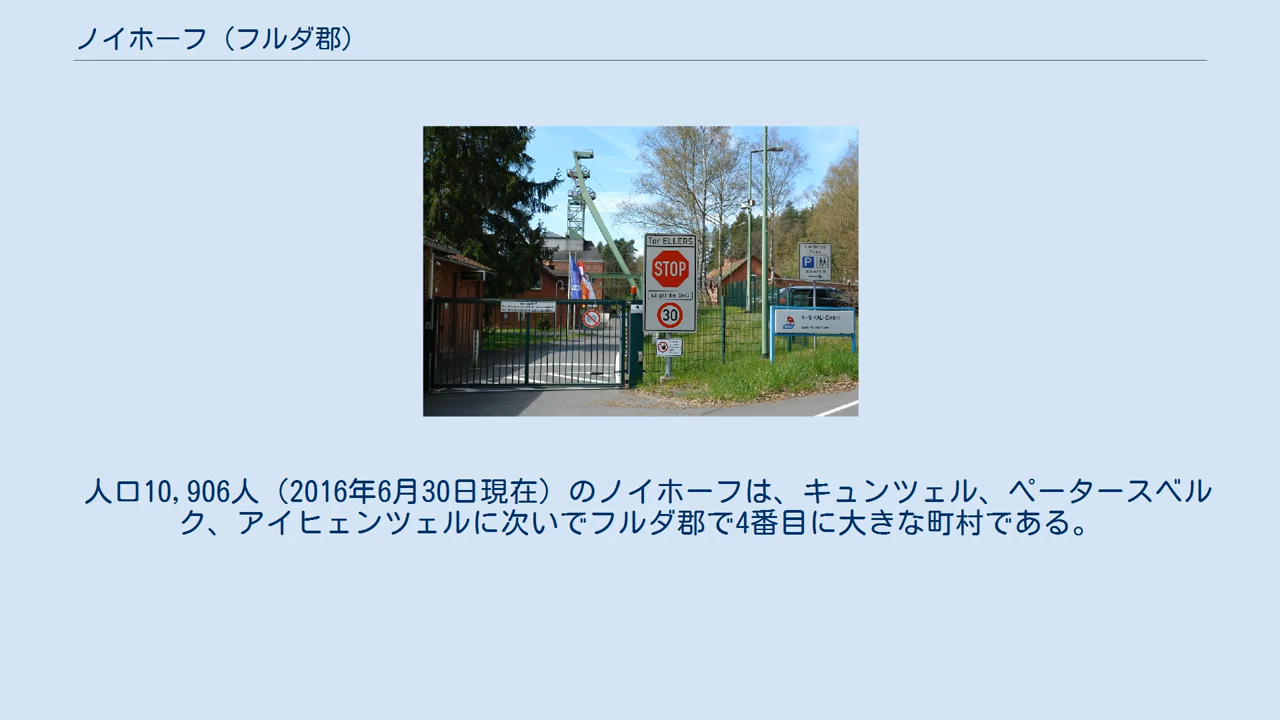 ノイホーフ（フルダ郡）
Tor ELLERS
STOP
30
P
K+S KALI GmbH
人口10,906人（2016年6月30日現在）のノイホーフは、キュンツェル、ペータースベル
ク、アイヒェンツェルに次いでフルダ郡で4番目に大きな町村である。